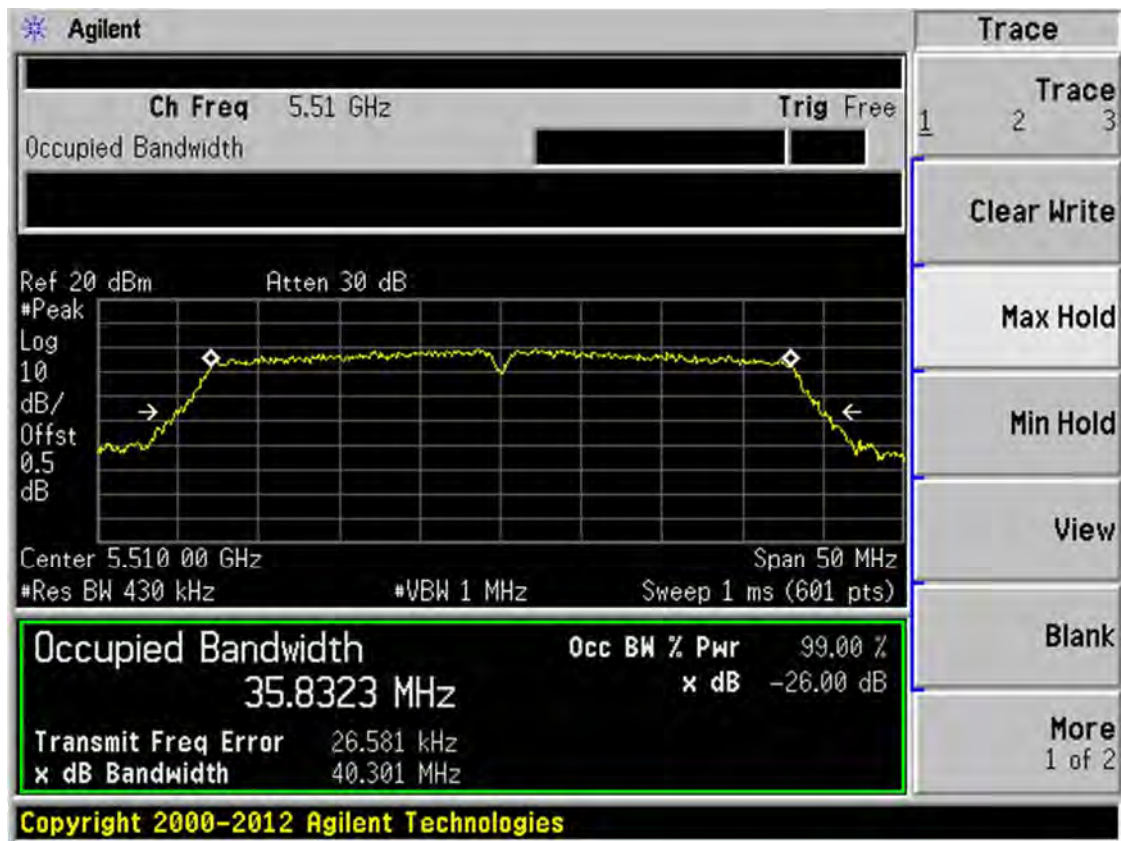 Agilent
Trace
Ch Freq 5.51 GHz Trig Free
Occupied Bandwidth
Trace
1 2 3
Clear Write
Max Hold
Min Hold
View
Blank
More
1 of 2
Ref 20 dBm Atten 30 dB
#Peak
Log
10
dB/
Offst
0.5
dB
Center 5.510 00 GHz Span 50 MHz
#Res BW 430 kHz #VBW 1 MHz Sweep 1 ms (601 pts)
Occupied Bandwidth
35.8323 MHz
Occ BW % Pwr 99.00 %
x dB -26.00 dB
Transmit Freq Error 26.581 kHz
x dB Bandwidth 40.301 MHz
Copyright 2000-2012 Agilent Technologies